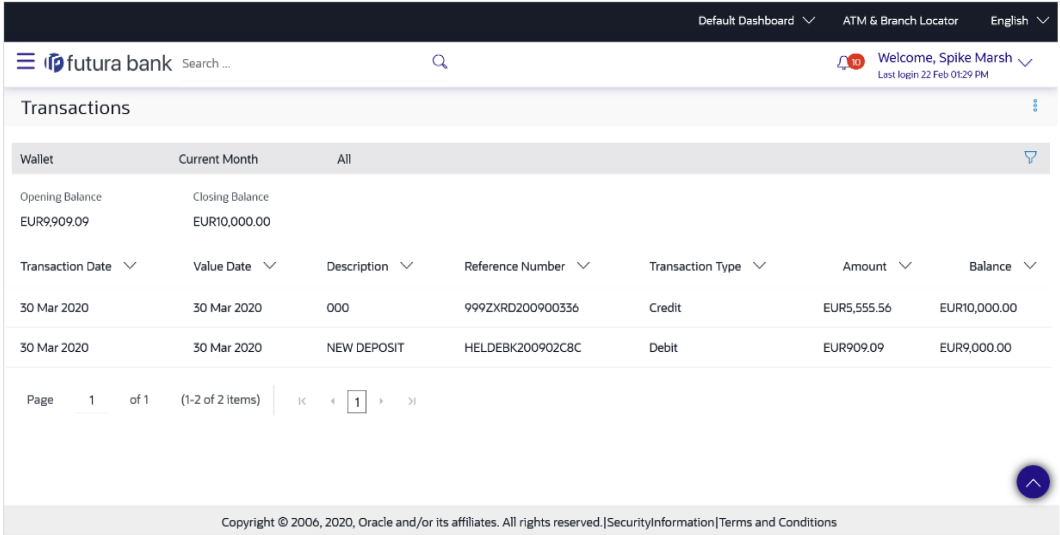 Default Dashboard ATM & Branch Locator English
futura bank Search ... 10 Welcome, Spike Marsh
Last login 22 Feb 01:29 PM
Transactions
Wallet Current Month All
Opening Balance Closing Balance
EUR9,909.09 EUR10,000.00
Transaction Date Value Date Description Reference Number Transaction Type Amount Balance
30 Mar 2020 30 Mar 2020 000 999ZXRD200900336 Credit EUR5,555.56 EUR10,000.00
30 Mar 2020 30 Mar 2020 NEW DEPOSIT HELDEBK200902C8C Debit EUR909.09 EUR9,000.00
Page 1 of 1 (1-2 of 2 items) 1
Copyright © 2006, 2020, Oracle and/or its affiliates. All rights reserved.|SecurityInformation|Terms and Conditions